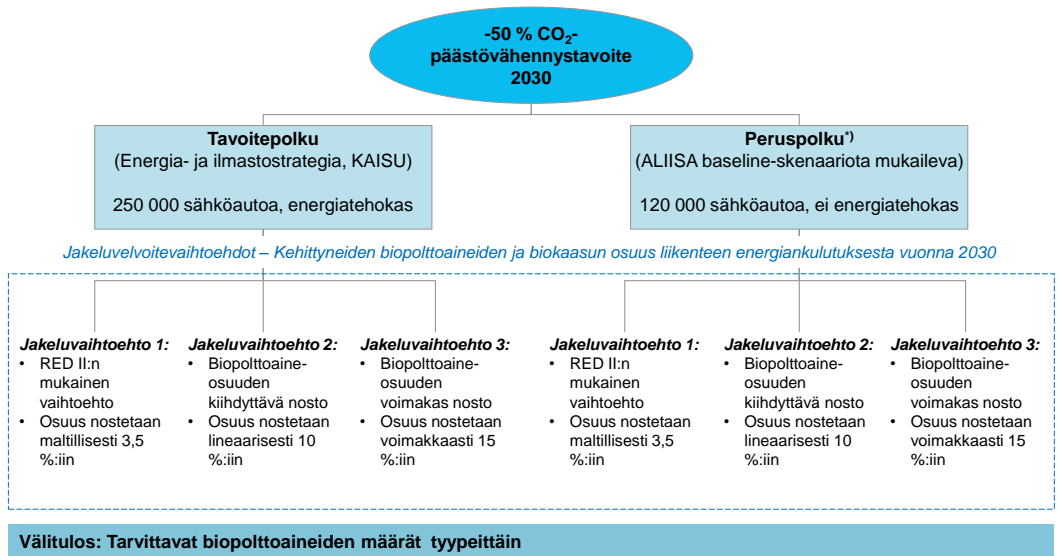 -50 % CO₂-
päästövähennystavoite
2030
Tavoitepolku
(Energia- ja ilmastostrategia, KAISU)
250 000 sähköautoa, energiatehokas
Peruspolku*)
(ALIISA baseline-skenaariota mukaileva)
120 000 sähköautoa, ei energiatehokas
Jakeluvelvoitevaihtoehdot – Kehittyneiden biopolttoaineiden ja biokaasun osuus liikenteen energiankulutuksesta vuonna 2030
Jakeluvaihtoehto 1:
• RED II:n
mukainen
vaihtoehto
• Osuus nostetaan
maltillisesti 3,5
%:iin
Jakeluvaihtoehto 2:
• Biopolttoaine-
osuuden
kiihdyttävä nosto
• Osuus nostetaan
lineaarisesti 10
%:iin
Jakeluvaihtoehto 3:
• Biopolttoaine-
osuuden
voimakas nosto
• Osuus nostetaan
voimakkaasti 15
%:iin
Jakeluvaihtoehto 1:
• RED II:n
mukainen
vaihtoehto
• Osuus nostetaan
maltillisesti 3,5
%:iin
Jakeluvaihtoehto 2:
• Biopolttoaine-
osuuden
kiihdyttävä nosto
• Osuus nostetaan
lineaarisesti 10
%:iin
Jakeluvaihtoehto 3:
• Biopolttoaine-
osuuden
voimakas nosto
• Osuus nostetaan
voimakkaasti 15
%:iin
Välitulos: Tarvittavat biopolttoaineiden määrät tyypeittäin